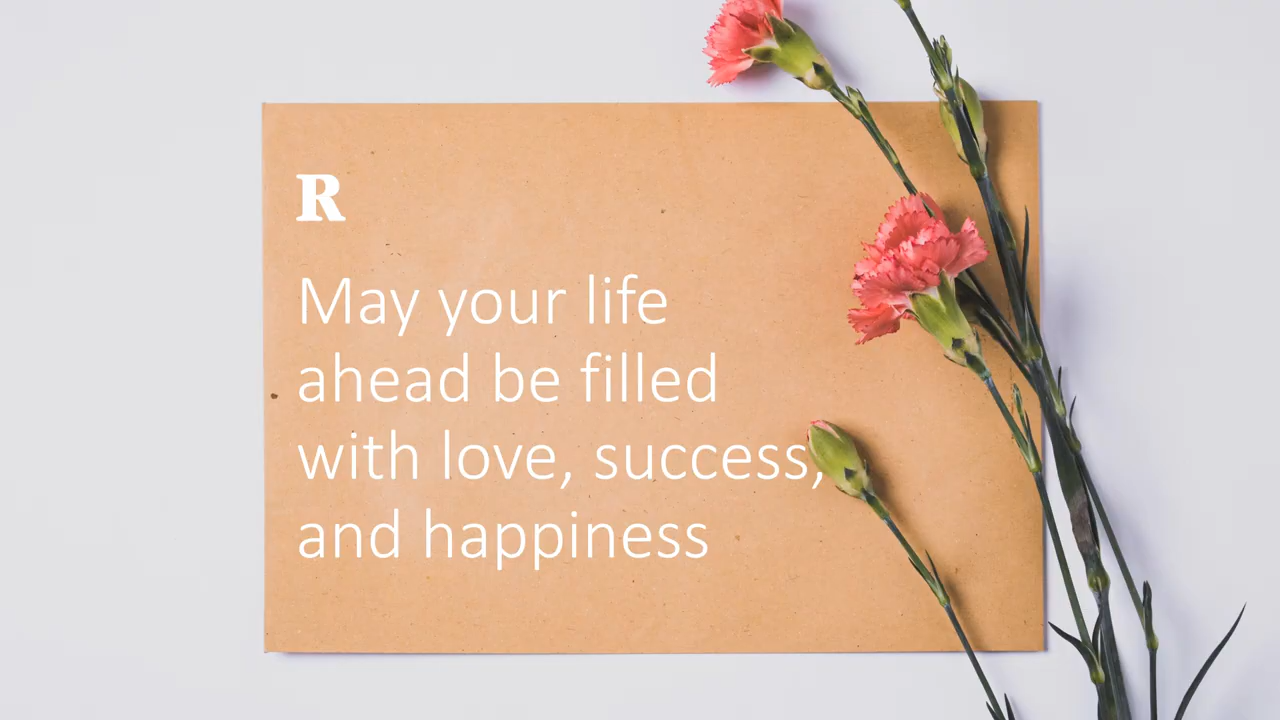 R
May your life
ahead be filled
with love, success,
and happiness